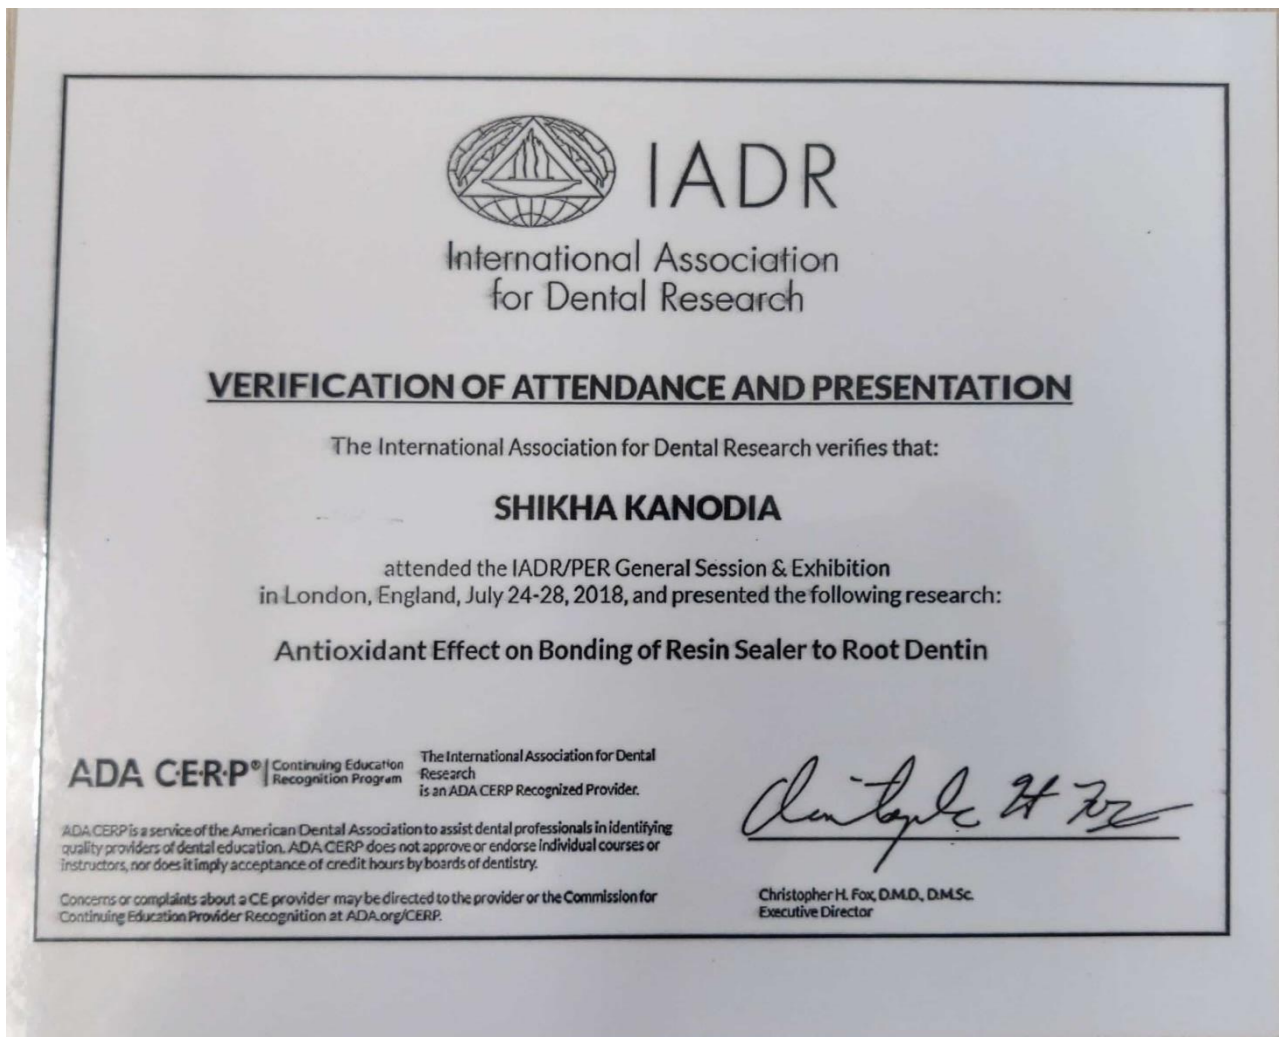 IADR
International Association
for Dental Research
VERIFICATION OF ATTENDANCE AND PRESENTATION
The International Association for Dental Research verifies that:
SHIKHA KANODIA
attended the IADR/PER General Session & Exhibition
in London, England, July 24-28, 2018, and presented the following research:
Antioxidant Effect on Bonding of Resin Sealer to Root Dentin
ADA C·E·R·P® | Continuing Education
Recognition Program
The International Association for Dental
Research
is an ADA CERP Recognized Provider.
ADA CERP is a service of the American Dental Association to assist dental professionals in identifying
quality providers of dental education. ADA CERP does not approve or endorse individual courses or
instructors, nor does it imply acceptance of credit hours by boards of dentistry.
Concerns or complaints about a CE provider may be directed to the provider or the Commission for
Continuing Education Provider Recognition at ADA.org/CERP.
Christopher H Fox
Christopher H. Fox, D.M.D., D.M.Sc.
Executive Director